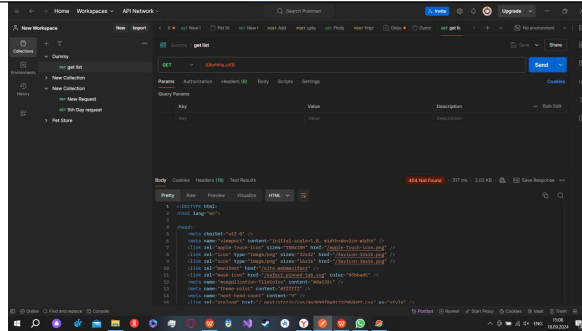 Home Workspaces API Network
Search Postman
Invite
Upgrade
New Workspace
New Import
No environment
Collections
Environments
History
Dummy
GET get list
New Collection
New Collection
GET New Request
GET 5th Day request
Pet Store
Dummy get list
Save
Share
GET
Send
Params Authorization Headers (6) Body Scripts Settings
Cookies
Query Params
Key Value Description Bulk Edit
Key Value Description
Body Cookies Headers (19) Test Results
404 Not Found 317 ms 2.02 KB Save Response
Pretty Raw Preview Visualize HTML
1 <!DOCTYPE html>
2 <html lang="en">
3
4 <head>
5 <meta charSet="utf-8" />
6 <meta name="viewport" content="initial-scale=1.0, width=device-width" />
7 <link rel="apple-touch-icon" sizes="180x180" href="/apple-touch-icon.png" />
8 <link rel="icon" type="image/png" sizes="32x32" href="/favicon-32x32.png" />
9 <link rel="icon" type="image/png" sizes="16x16" href="/favicon-16x16.png" />
10 <link rel="manifest" href="/site.webmanifest" />
11 <link rel="mask-icon" href="/safari-pinned-tab.svg"
12 <meta name="msapplication-TileColor"
13 <meta name="theme-color" content="#ffffff" />
14 <meta name="next-head-count"
15 <link rel="preload"
Online Find and replace Console
Postbot Runner Start Proxy Cookies Vault Trash
ENG
15:06
18.09.2024